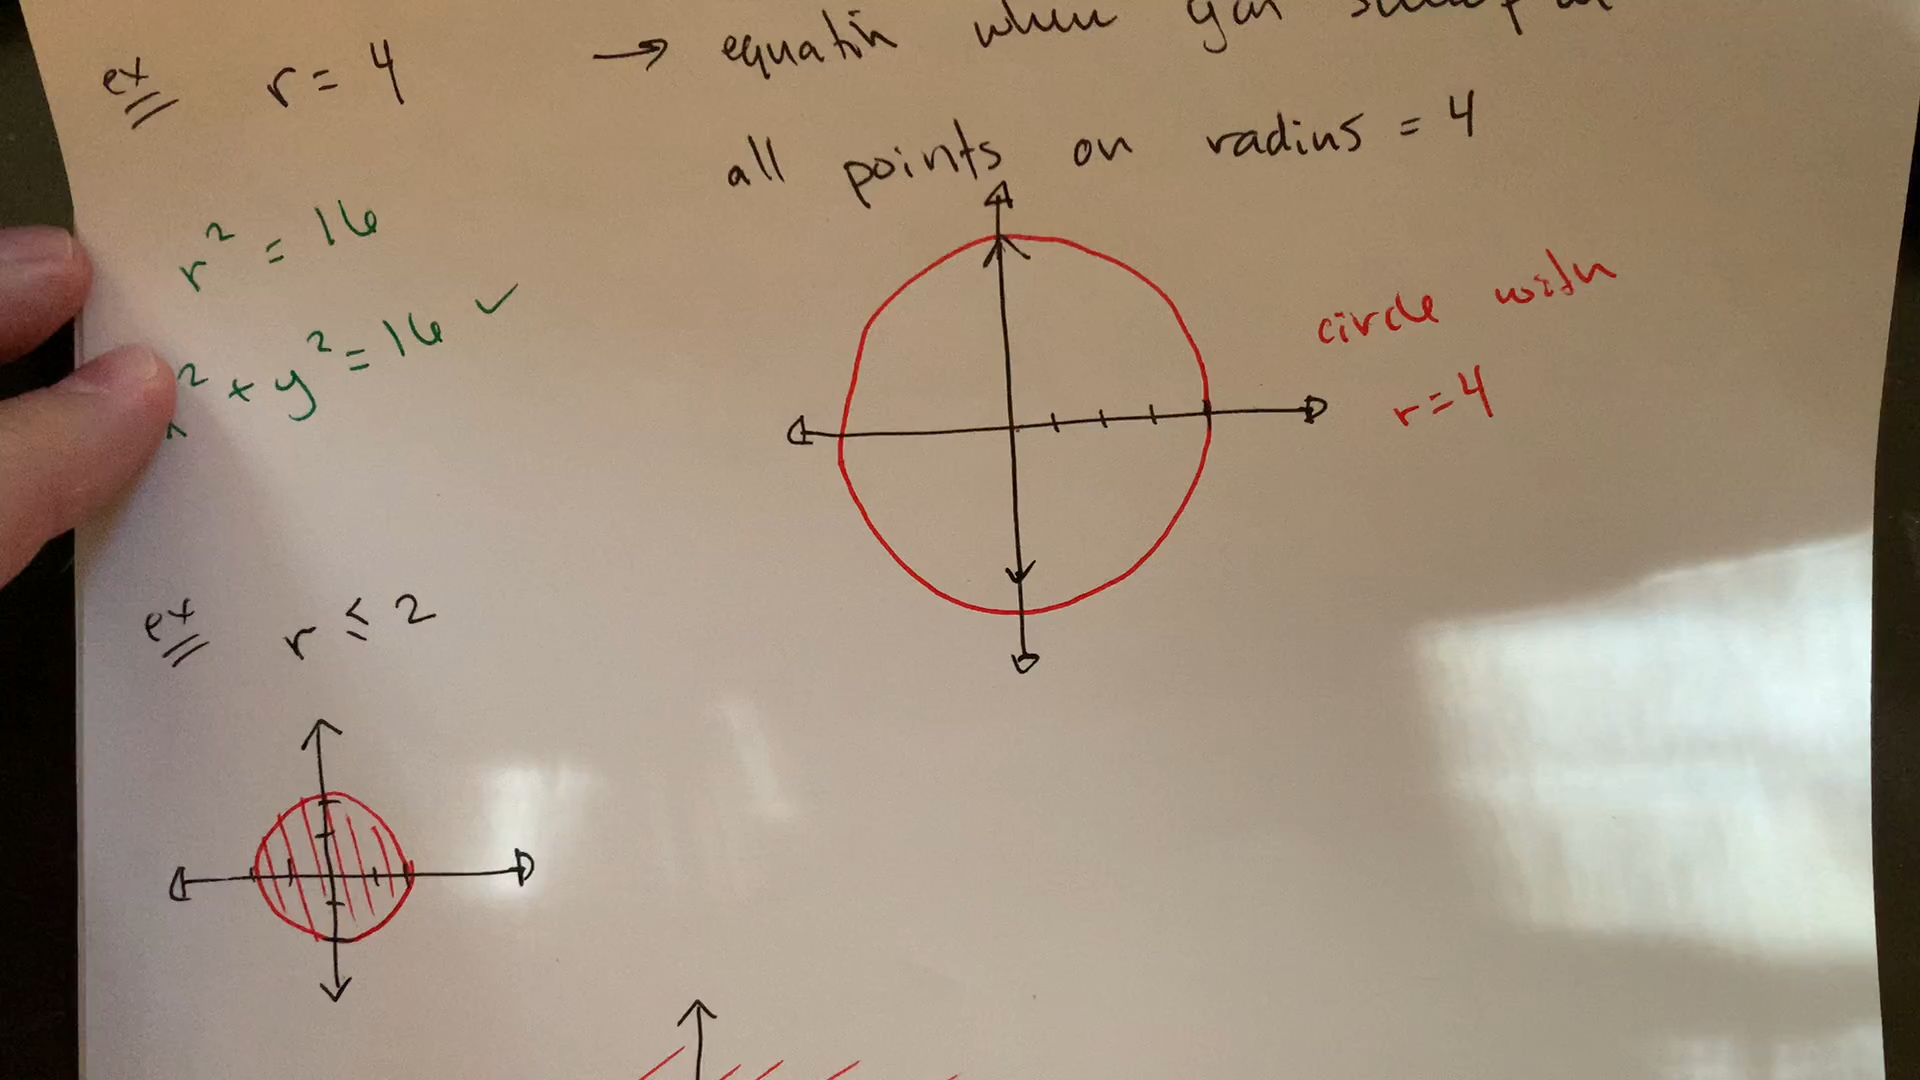 ex r = 4 → equation when you
all points on radius = 4
r² = 16
² + y² = 16 ✓
circle with
r = 4
ex r ≤ 2